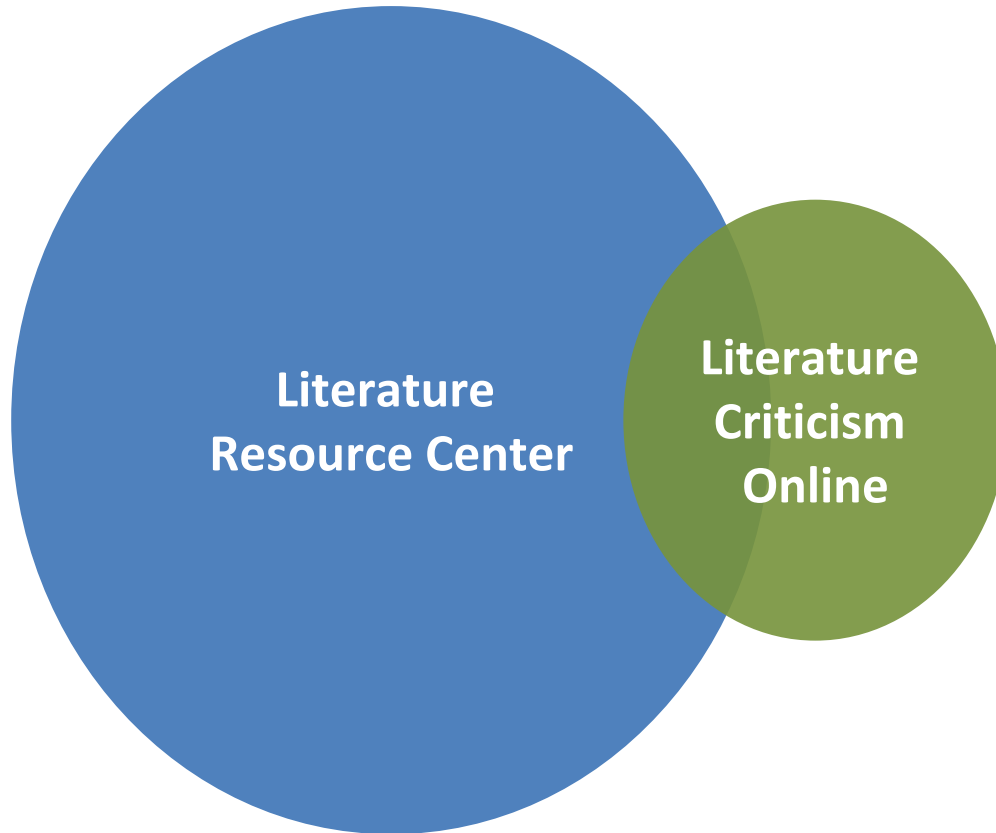 Literature
Resource Center
Literature
Criticism
Online